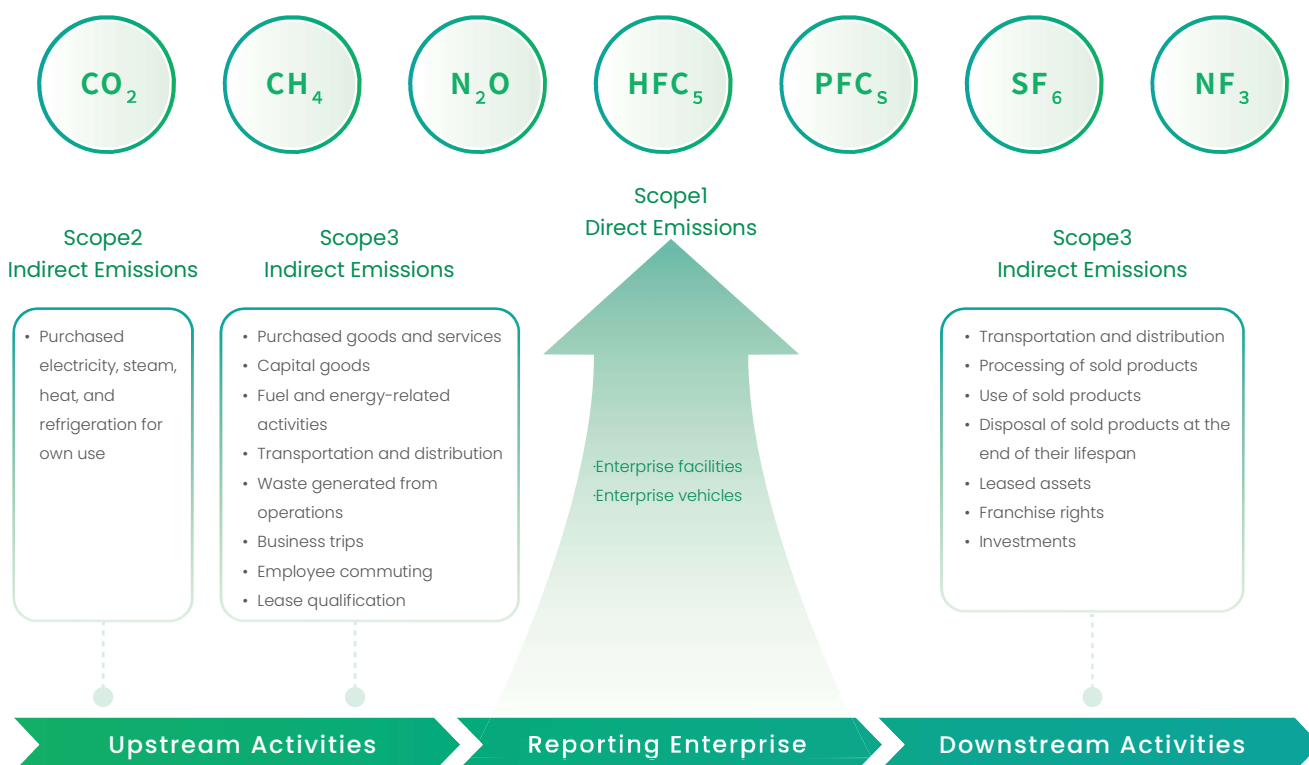 CO2
CH4
N2O
HFC5
PFCS
SF6
NF3
Scope1
Direct Emissions
Scope2
Indirect Emissions
• Purchased
electricity, steam,
heat, and
refrigeration for
own use
Scope3
Indirect Emissions
• Purchased goods and services
• Capital goods
• Fuel and energy-related
activities
• Transportation and distribution
• Waste generated from
operations
• Business trips
• Employee commuting
• Lease qualification
·Enterprise facilities
·Enterprise vehicles
Scope3
Indirect Emissions
• Transportation and distribution
• Processing of sold products
• Use of sold products
• Disposal of sold products at the
end of their lifespan
• Leased assets
• Franchise rights
• Investments
Upstream Activities
Reporting Enterprise
Downstream Activities